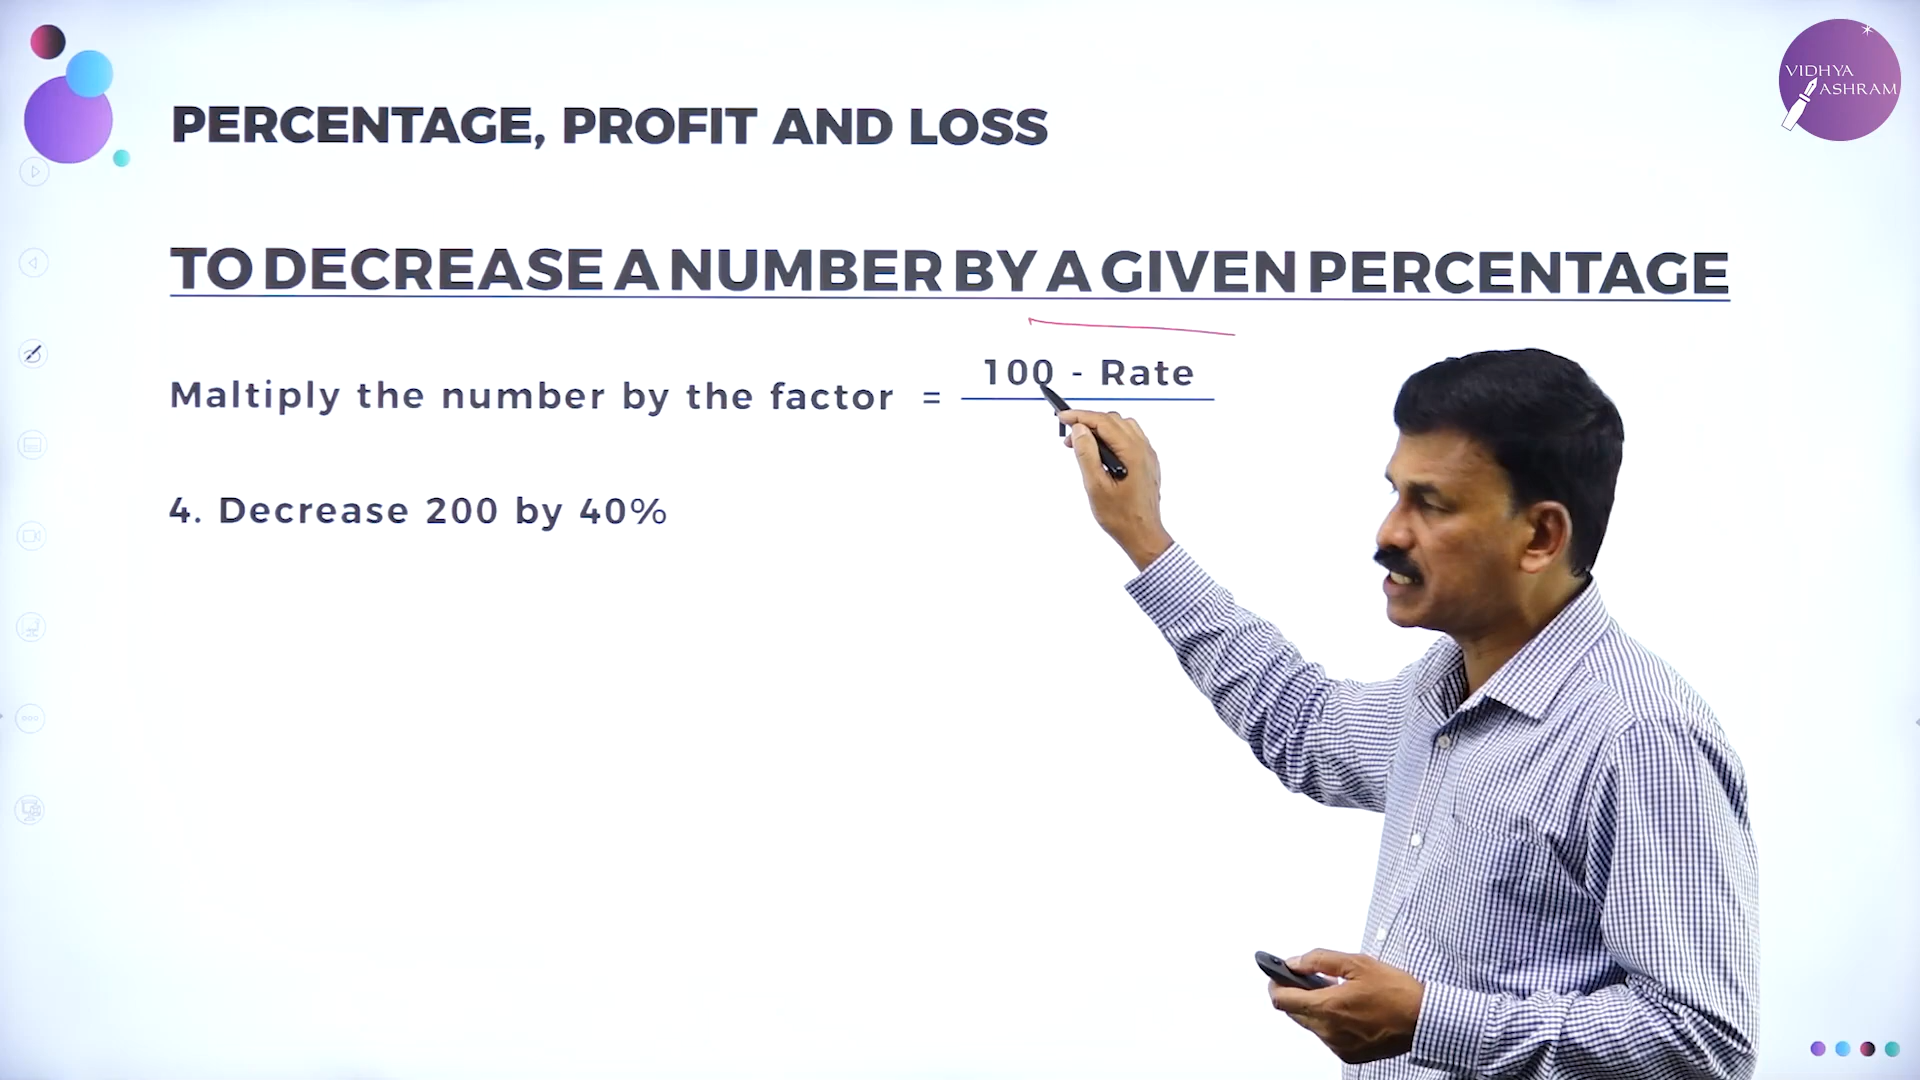 VIDHYA
ASHRAM
PERCENTAGE, PROFIT AND LOSS
TO DECREASE A NUMBER BY A GIVEN PERCENTAGE
Maltiply the number by the factor = 100 - Rate
4. Decrease 200 by 40%